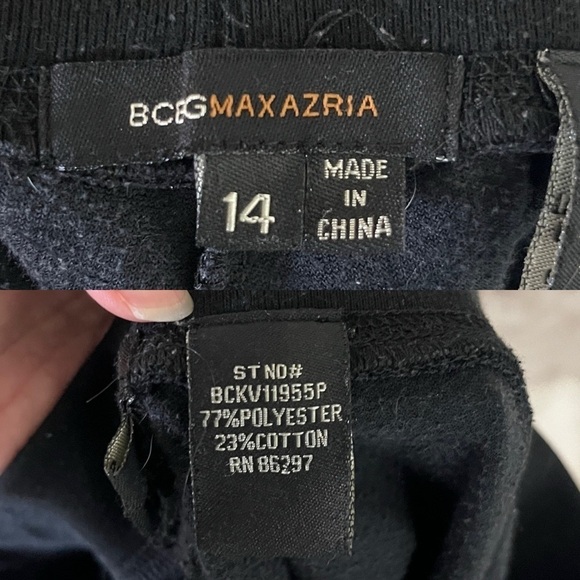 BCBGMAXAZRIA
14
MADE
IN
CHINA
ST NO#
BCKV11955P
77%POLYESTER
23%COTTON
RN 86297